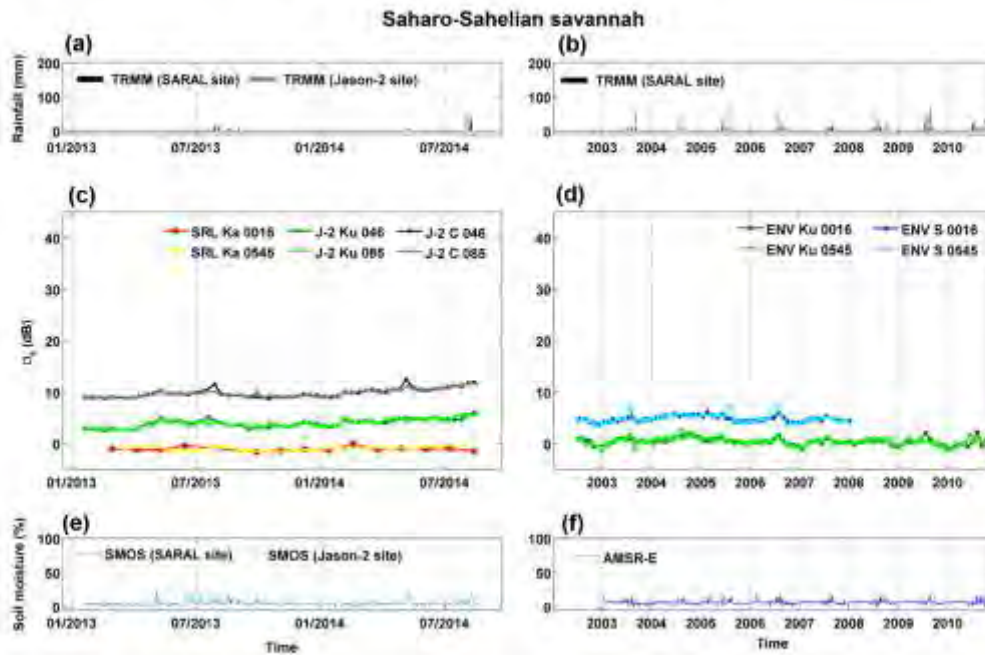 Saharo-Sahelian savannah
(a)
(b)
Rainfall (mm)
200
100
0
TRMM (SARAL site) TRMM (Jason-2 site)
01/2013 07/2013 01/2014 07/2014
200
100
0
TRMM (SARAL site)
2003 2004 2005 2006 2007 2008 2009 2010
(c)
(d)
σ0 (dB)
40
30
20
10
0
SRL Ka 0016 J-2 Ku 046 J-2 C 046
SRL Ka 0545 J-2 Ku 085 J-2 C 085
01/2013 07/2013 01/2014 07/2014
40
30
20
10
0
ENV Ku 0016 ENV S 0016
ENV Ku 0545 ENV S 0545
2003 2004 2005 2006 2007 2008 2009 2010
(e)
(f)
Soil moisture (%)
100
50
0
SMOS (SARAL site) SMOS (Jason-2 site)
01/2013 07/2013 01/2014 07/2014
Time
100
50
0
AMSR-E
2003 2004 2005 2006 2007 2008 2009 2010
Time